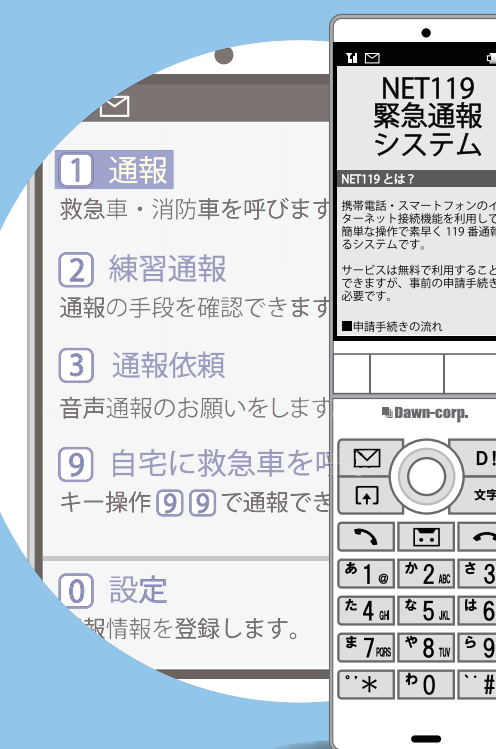 1 通報
救急車・消防車を呼びます
2 練習通報
通報の手段を確認できます
3 通報依頼
音声通報のお願いをします
9 自宅に救急車を呼
キー操作 9 9 で通報でき
0 設定
報情報を登録します。
NET119
緊急通報
システム
NET119 とは?
携帯電話・スマートフォンのイ
ターネット接続機能を利用して
簡単な操作で素早く 119 番通報
るシステムです。
サービスは無料で利用すること
できますが、事前の申請手続き
必要です。
■申請手続きの流れ
Dawn-corp.
D!
文字
あ 1 @
か 2 ABC
さ 3
た 4 GHI
な 5 JKL
は 6
ま 7 PQRS
や 8 TUV
ら 9
゜' *
わ 0
#